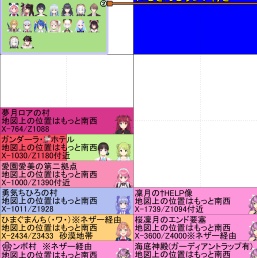 夢月ロアの村
地図上の位置はもっと南西
X-764/Z1088
ガンダーラ・ホテル
地図上の位置はもっと南西
X-1030/Z1180付近
愛園愛美の第二拠点
地図上の位置はもっと南西
X-1000/Z1390付近
勇気ちひろの村
地図上の位置はもっと南西
X-1011/Z1928
ひまぐまんち(・ワ・)※ネザー経由
地図上の位置はもっと南西
X-2434/Z3433 砂漠地帯
ンボ村 ※ネザー経由
地図上の位置はもっと南西
凜月のHELP像
地図上の位置はもっと南西
X-1739/Z1098付近
桜凜月のエンド要塞
地図上の位置はもっと南西
X-3600/Z4000※ネザー経由
海底神殿(ガーディアントラップ有)
地図上の位置はもっと南西